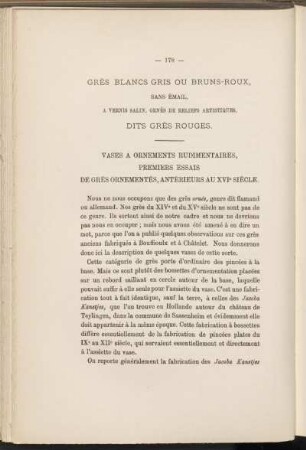 — 178 —
GRÈS BLANCS GRIS OU BRUNS-ROUX,
SANS ÉMAIL,
A VERNIS SALIN, ORNÉS DE RELIEFS ARTISTIQUES,
DITS GRÈS ROUGES.
VASES A ORNEMENTS RUDIMENTAIRES,
PREMIERS ESSAIS
DE GRÈS ORNEMENTÉS, ANTÉRIEURS AU XVIe SIÈCLE.
Nous ne nous occupons que des grès ornés, genre dit flamand
ou allemand. Nos grès du XIVe et du XVe siècle ne sont pas de
ce genre. Ils sortent ainsi de notre cadre et nous ne devrions
pas nous en occuper ; mais nous avons été amené à en dire un
mot, parce que l'on a publié quelques observations sur ces grès
anciens fabriqués à Bouffioulx et à Châtelet. Nous donnerons
donc ici la description de quelques vases de cette sorte.
Cette catégorie de grès porte d'ordinaire des pincées à la
base. Mais ce sont plutôt des bossettes d'ornementation placées
sur un rebord saillant en cercle autour de la base, laquelle
pouvait suffir à elle seule pour l'assiette du vase. C'est une fabri-
cation tout à fait identique, sauf la terre, à celles des Jacoba
Kanetjes, que l'on trouve en Hollande autour du château de
Teylingen, dans la commune de Sassenheim et évidemment elle
doit appartenir à la même époque. Cette fabrication à bossettes
diffère essentiellement de la fabrication de pincées plates du
IXe au XIIe siècle, qui servaient essentiellement et directement
à l'assiette du vase.
On reporte généralement la fabrication des Jacoba Kanetjes